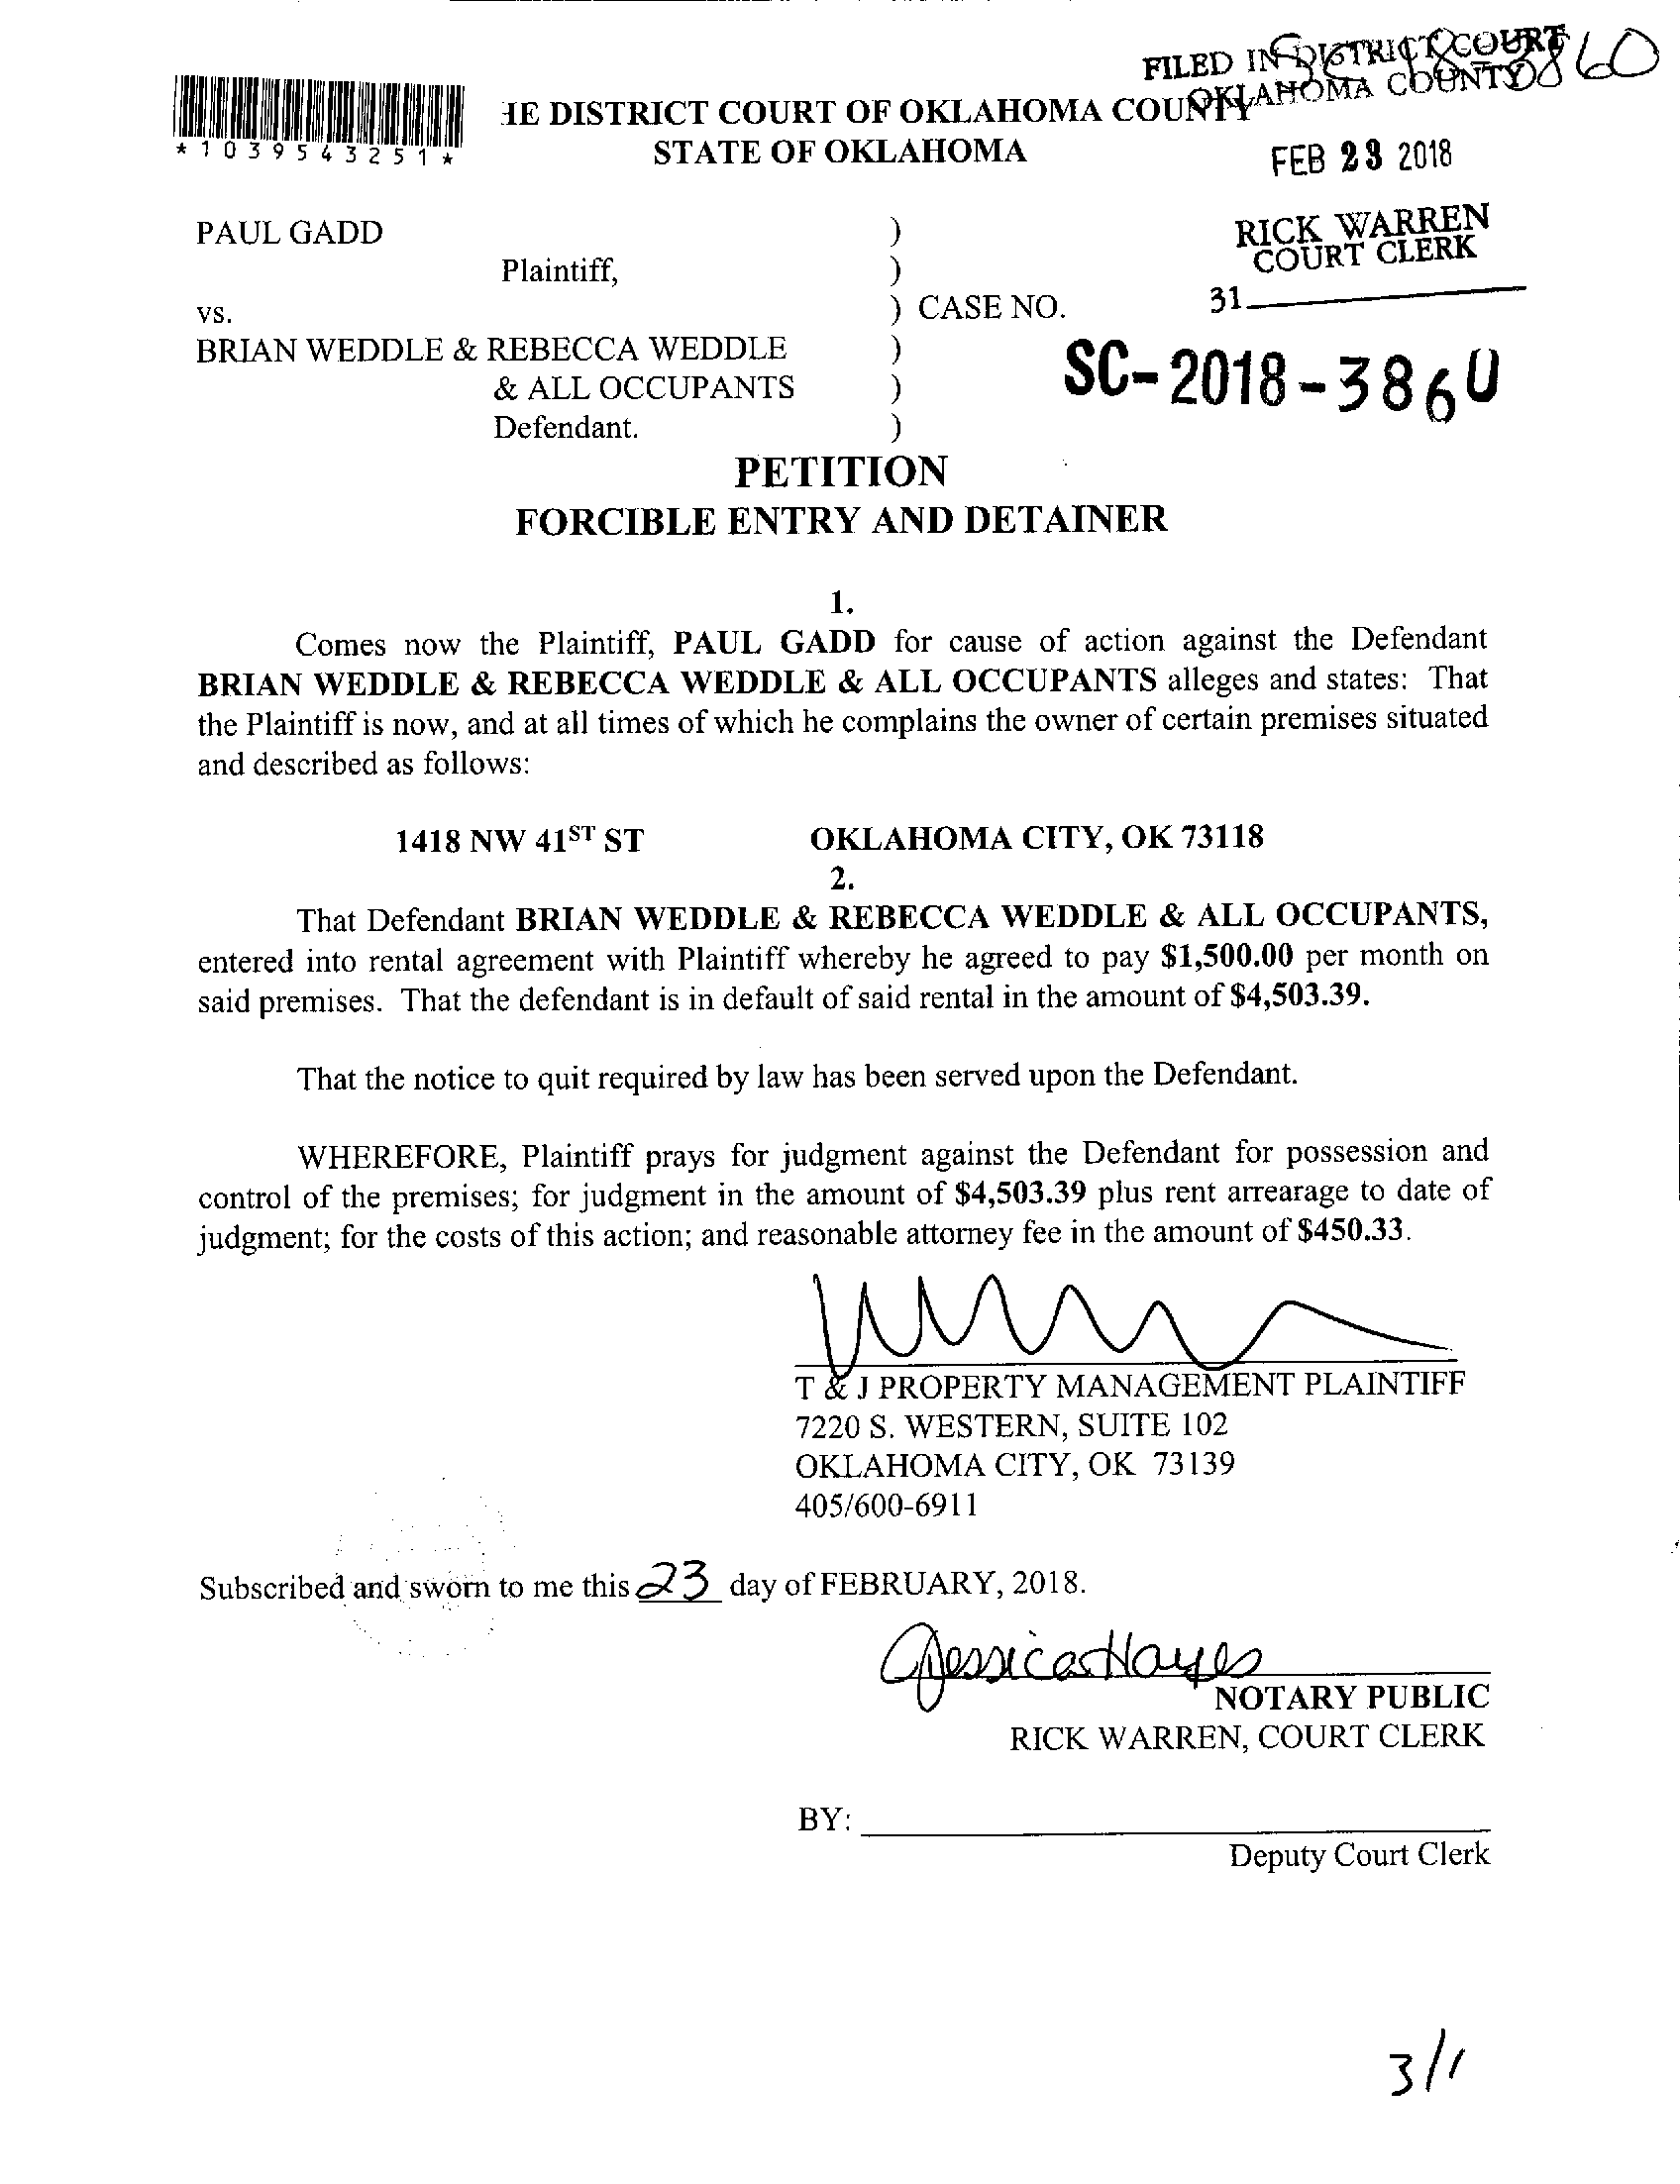 FILED IN DISTRICT COURT
OKLAHOMA COUNTY
*1039543251*
HE DISTRICT COURT OF OKLAHOMA COUNTY
STATE OF OKLAHOMA
FEB 23 2018
RICK WARREN
COURT CLERK
31
PAUL GADD )
Plaintiff, )
vs. ) CASE NO.
BRIAN WEDDLE & REBECCA WEDDLE )
& ALL OCCUPANTS )
Defendant. )
SC-2018-3860
PETITION
FORCIBLE ENTRY AND DETAINER
1.
Comes now the Plaintiff, PAUL GADD for cause of action against the Defendant
BRIAN WEDDLE & REBECCA WEDDLE & ALL OCCUPANTS alleges and states: That
the Plaintiff is now, and at all times of which he complains the owner of certain premises situated
and described as follows:
1418 NW 41ST ST OKLAHOMA CITY, OK 73118
2.
That Defendant BRIAN WEDDLE & REBECCA WEDDLE & ALL OCCUPANTS,
entered into rental agreement with Plaintiff whereby he agreed to pay $1,500.00 per month on
said premises. That the defendant is in default of said rental in the amount of $4,503.39.
That the notice to quit required by law has been served upon the Defendant.
WHEREFORE, Plaintiff prays for judgment against the Defendant for possession and
control of the premises; for judgment in the amount of $4,503.39 plus rent arrearage to date of
judgment; for the costs of this action; and reasonable attorney fee in the amount of $450.33.
T & J PROPERTY MANAGEMENT PLAINTIFF
7220 S. WESTERN, SUITE 102
OKLAHOMA CITY, OK 73139
405/600-6911
Subscribed and sworn to me this 23 day of FEBRUARY, 2018.
Jessica Hayes
NOTARY PUBLIC
RICK WARREN, COURT CLERK
BY:
Deputy Court Clerk
3/1